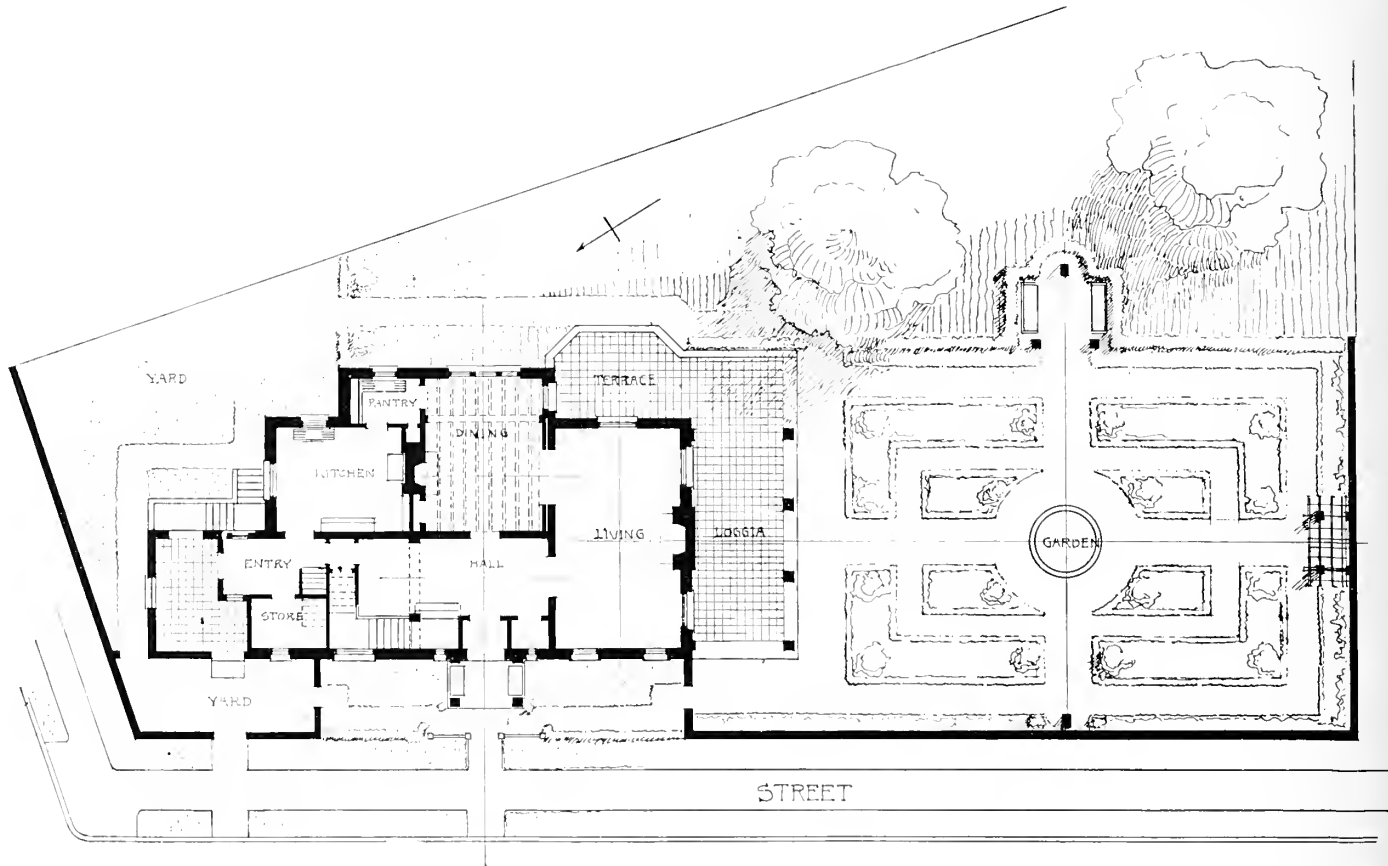 YARD
TERRACE
PANTRY
DINING
KITCHEN
LIVING
LOGGIA
GARDEN
ENTRY
HALL
STORE
YARD
STREET